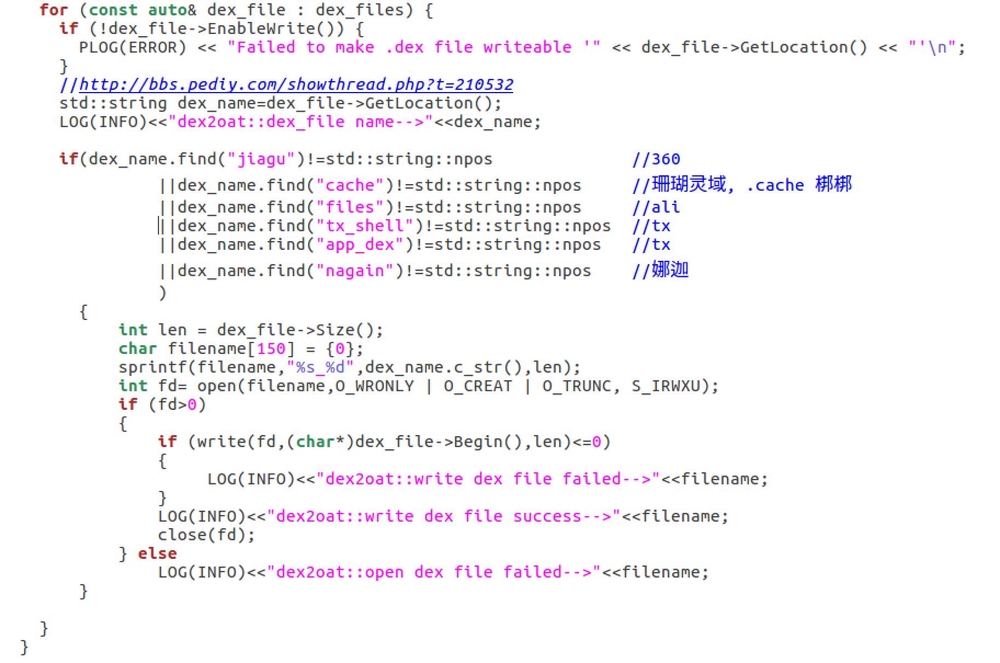 for (const auto& dex_file : dex_files) {
if (!dex_file->EnableWrite()) {
PLOG(ERROR) << "Failed to make .dex file writeable '" << dex_file->GetLocation() << "'\n";
}
//http://bbs.pediy.com/showthread.php?t=210532
std::string dex_name=dex_file->GetLocation();
LOG(INFO)<<"dex2oat::dex_file name-->"<<dex_name;
if(dex_name.find("jiagu")!=std::string::npos //360
||dex_name.find("cache")!=std::string::npos //珊瑚灵域, .cache 梆梆
||dex_name.find("files")!=std::string::npos //ali
||dex_name.find("tx_shell")!=std::string::npos //tx
||dex_name.find("app_dex")!=std::string::npos //tx
||dex_name.find("nagain")!=std::string::npos //娜迦
)
{
int len = dex_file->Size();
char filename[150] = {0};
sprintf(filename,"%s_%d",dex_name.c_str(),len);
int fd= open(filename,O_WRONLY | O_CREAT | O_TRUNC, S_IRWXU);
if (fd>0)
{
if (write(fd,(char*)dex_file->Begin(),len)<=0)
{
LOG(INFO)<<"dex2oat::write dex file failed-->"<<filename;
}
LOG(INFO)<<"dex2oat::write dex file success-->"<<filename;
close(fd);
} else
LOG(INFO)<<"dex2oat::open dex file failed-->"<<filename;
}
}
}